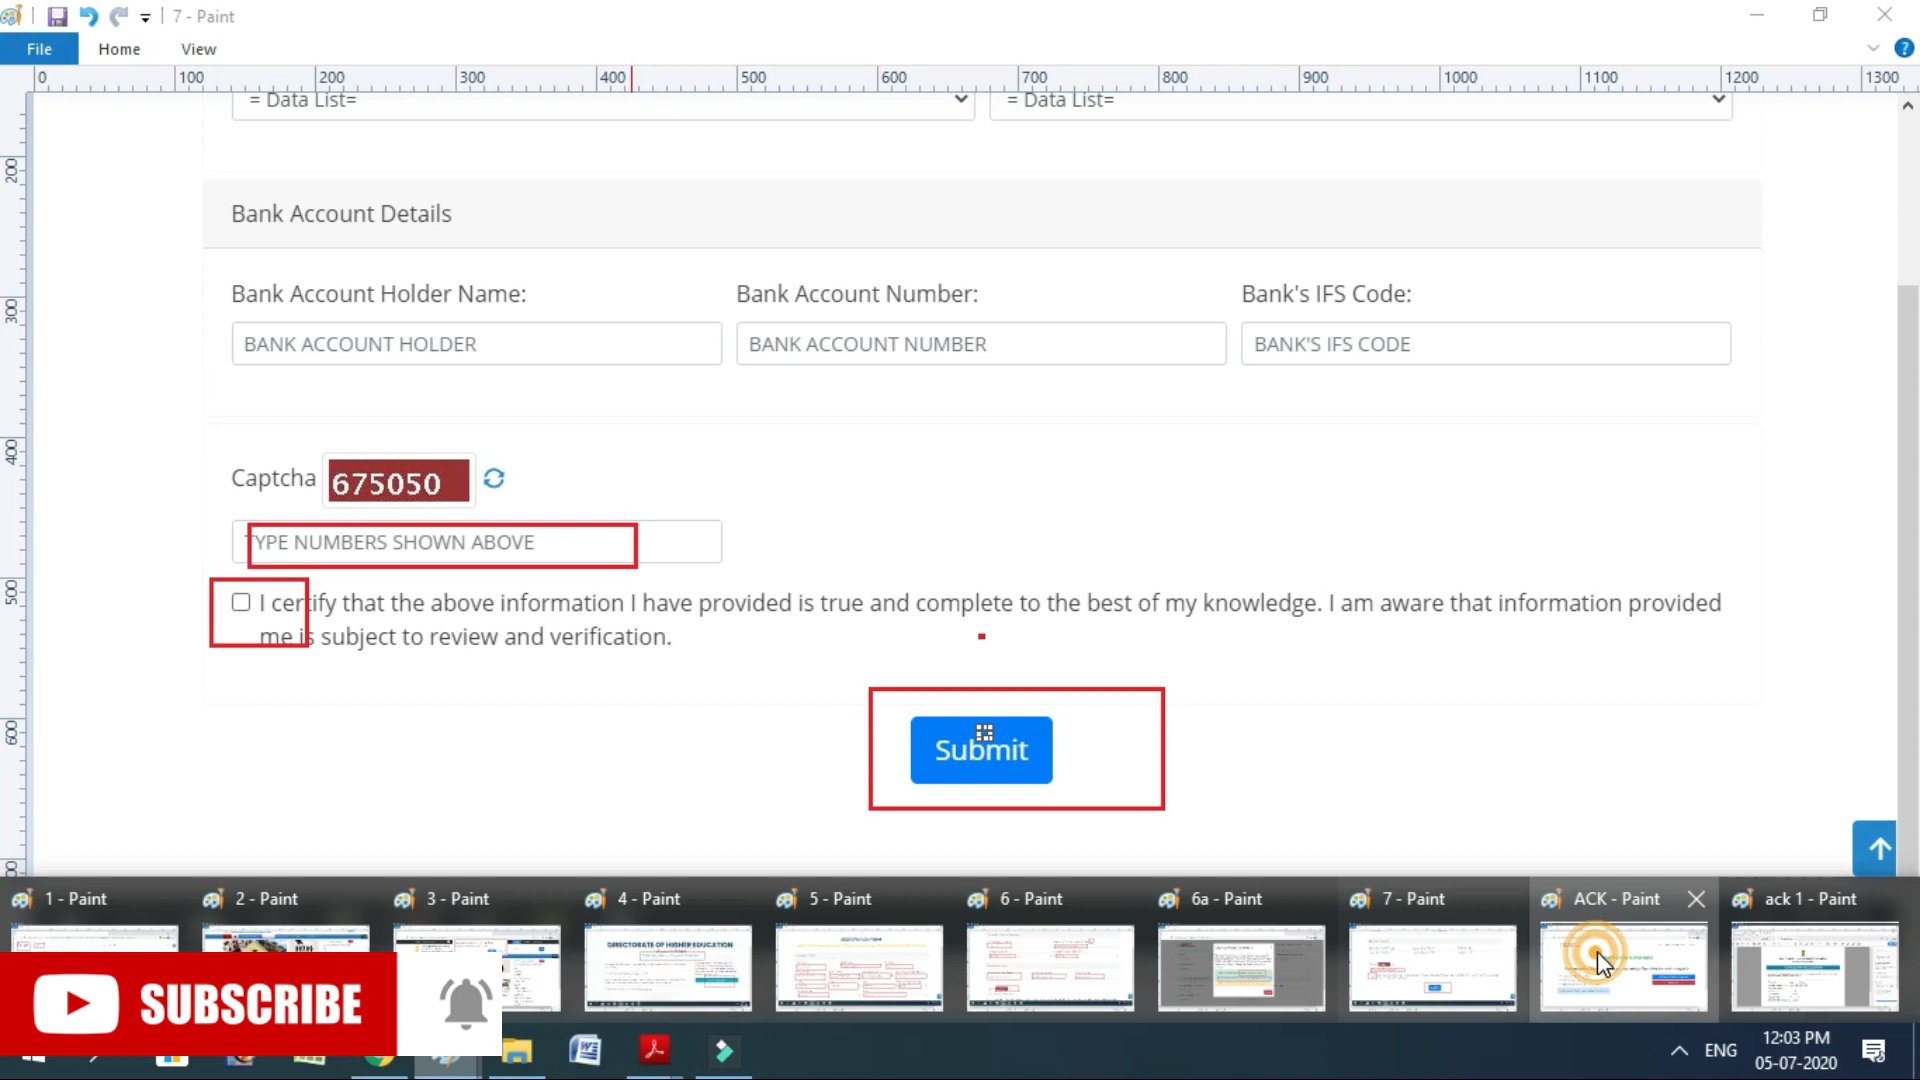 7 - Paint
File Home View
0 100 200 300 400 500 600 700 800 900 1000 1100 1200 1300
200
300
400
500
600
= Data List= = Data List=
Bank Account Details
Bank Account Holder Name: Bank Account Number: Bank's IFS Code:
BANK ACCOUNT HOLDER BANK ACCOUNT NUMBER BANK'S IFS CODE
Captcha 675050
TYPE NUMBERS SHOWN ABOVE
I certify that the above information I have provided is true and complete to the best of my knowledge. I am aware that information provided
me is subject to review and verification.
Submit
1 - Paint 2 - Paint 3 - Paint 4 - Paint 5 - Paint 6 - Paint 6a - Paint 7 - Paint ACK - Paint ack 1 - Paint
DIRECTORATE OF HIGHER EDUCATION
SUBSCRIBE
ENG 12:03 PM
05-07-2020